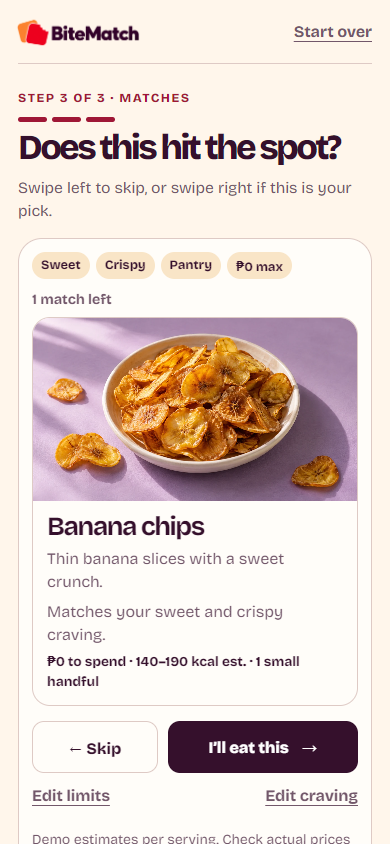 BiteMatch
Start over
STEP 3 OF 3 · MATCHES
Does this hit the spot?
Swipe left to skip, or swipe right if this is your
pick.
Sweet Crispy Pantry ₱0 max
1 match left
Banana chips
Thin banana slices with a sweet
crunch.
Matches your sweet and crispy
craving.
₱0 to spend · 140–190 kcal est. · 1 small
handful
← Skip
I'll eat this →
Edit limits
Edit craving
Demo estimates per serving. Check actual prices